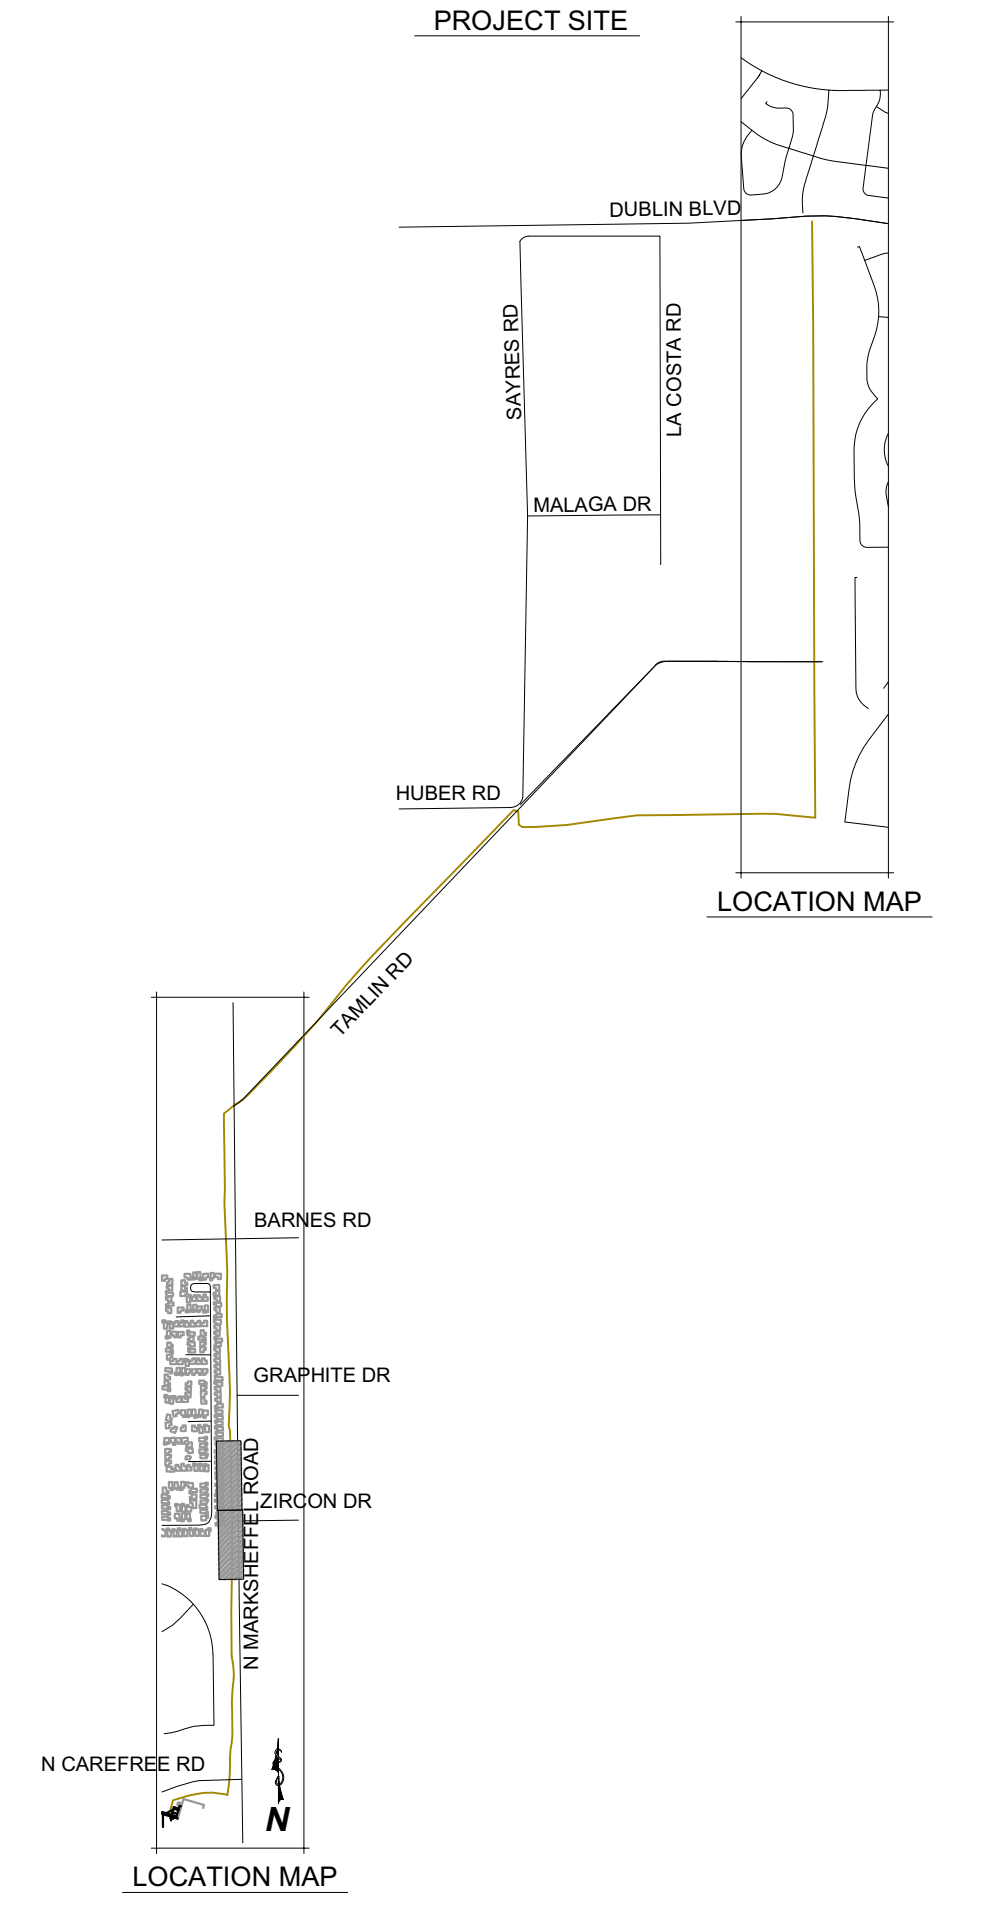 PROJECT SITE
DUBLIN BLVD
SAYRES RD
LA COSTA RD
MALAGA DR
HUBER RD
LOCATION MAP
TAMLIN RD
BARNES RD
GRAPHITE DR
N MARKSHEFFEL ROAD
ZIRCON DR
N CAREFREE RD
N
LOCATION MAP